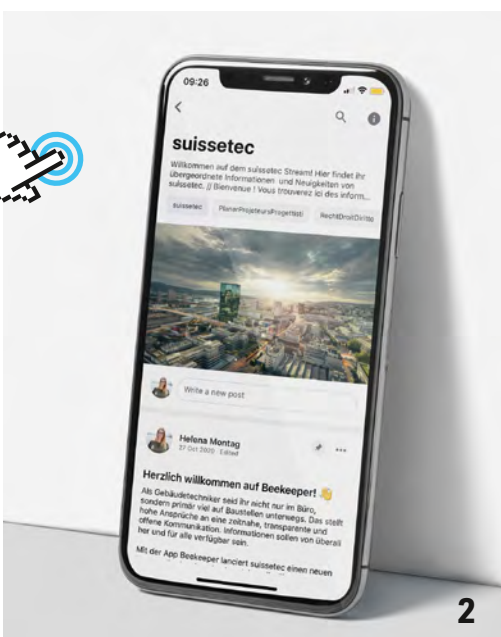 09:26
suissetec
Willkommen auf dem suissetec Stream! Hier findet ihr
übergeordnete Informationen und Neuigkeiten von
suissetec. // Bienvenue ! Vous trouverez ici des inform...
suissetec PlanerProjeteursProgettisti RechtDroitDiritto
Write a new post
Helena Montag
27 Oct 2020 · Edited
Herzlich willkommen auf Beekeeper! 👋
Als Gebäudetechniker seid ihr nicht nur im Büro,
sondern primär viel auf Baustellen unterwegs. Das stellt
hohe Ansprüche an eine zeitnahe, transparente und
offene Kommunikation. Informationen sollen von überall
her und für alle verfügbar sein.
Mit der App Beekeeper lanciert suissetec einen neuen
2